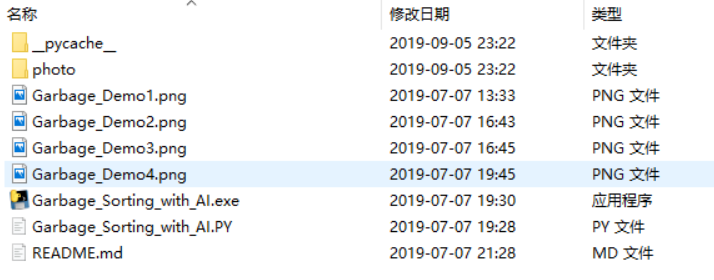 名称 修改日期 类型
__pycache__ 2019-09-05 23:22 文件夹
photo 2019-09-05 23:22 文件夹
Garbage_Demo1.png 2019-07-07 13:33 PNG 文件
Garbage_Demo2.png 2019-07-07 16:43 PNG 文件
Garbage_Demo3.png 2019-07-07 16:45 PNG 文件
Garbage_Demo4.png 2019-07-07 19:45 PNG 文件
Garbage_Sorting_with_AI.exe 2019-07-07 19:30 应用程序
Garbage_Sorting_with_AI.PY 2019-07-07 19:28 PY 文件
README.md 2019-07-07 21:28 MD 文件